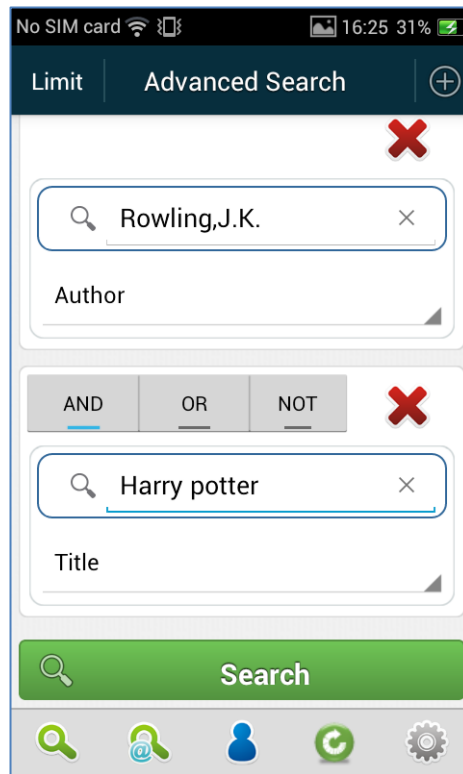 No SIM card 16:25 31%
Limit Advanced Search
Rowling,J.K.
Author
AND OR NOT
Harry potter
Title
Search
@